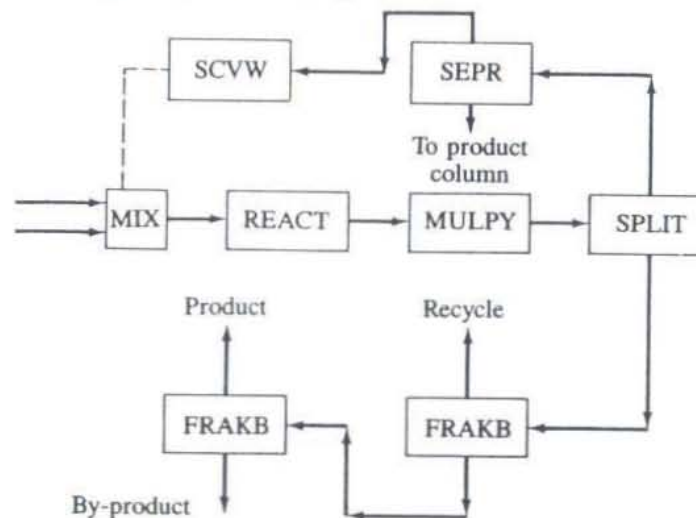 SCVW
SEPR
To product
column
MIX
REACT
MULPY
SPLIT
Product
Recycle
FRAKB
FRAKB
By-product